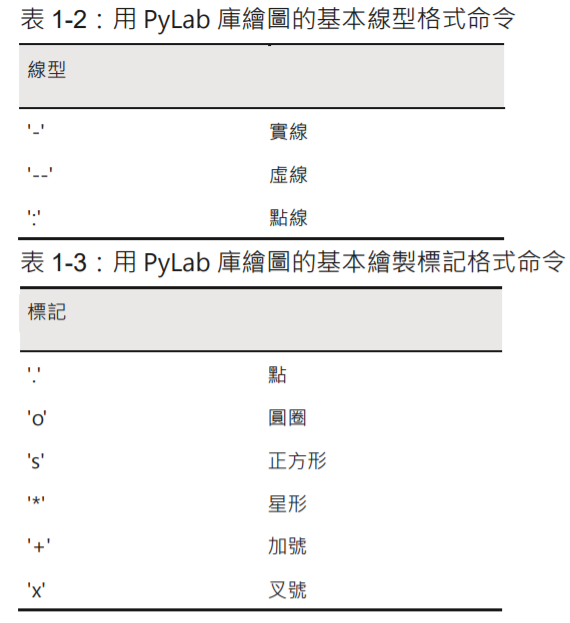 表 1-2：用 PyLab 庫繪圖的基本線型格式命令
線型
'-' 實線
'--' 虛線
':' 點線
表 1-3：用 PyLab 庫繪圖的基本繪製標記格式命令
標記
'.' 點
'o' 圓圈
's' 正方形
'*' 星形
'+' 加號
'x' 叉號